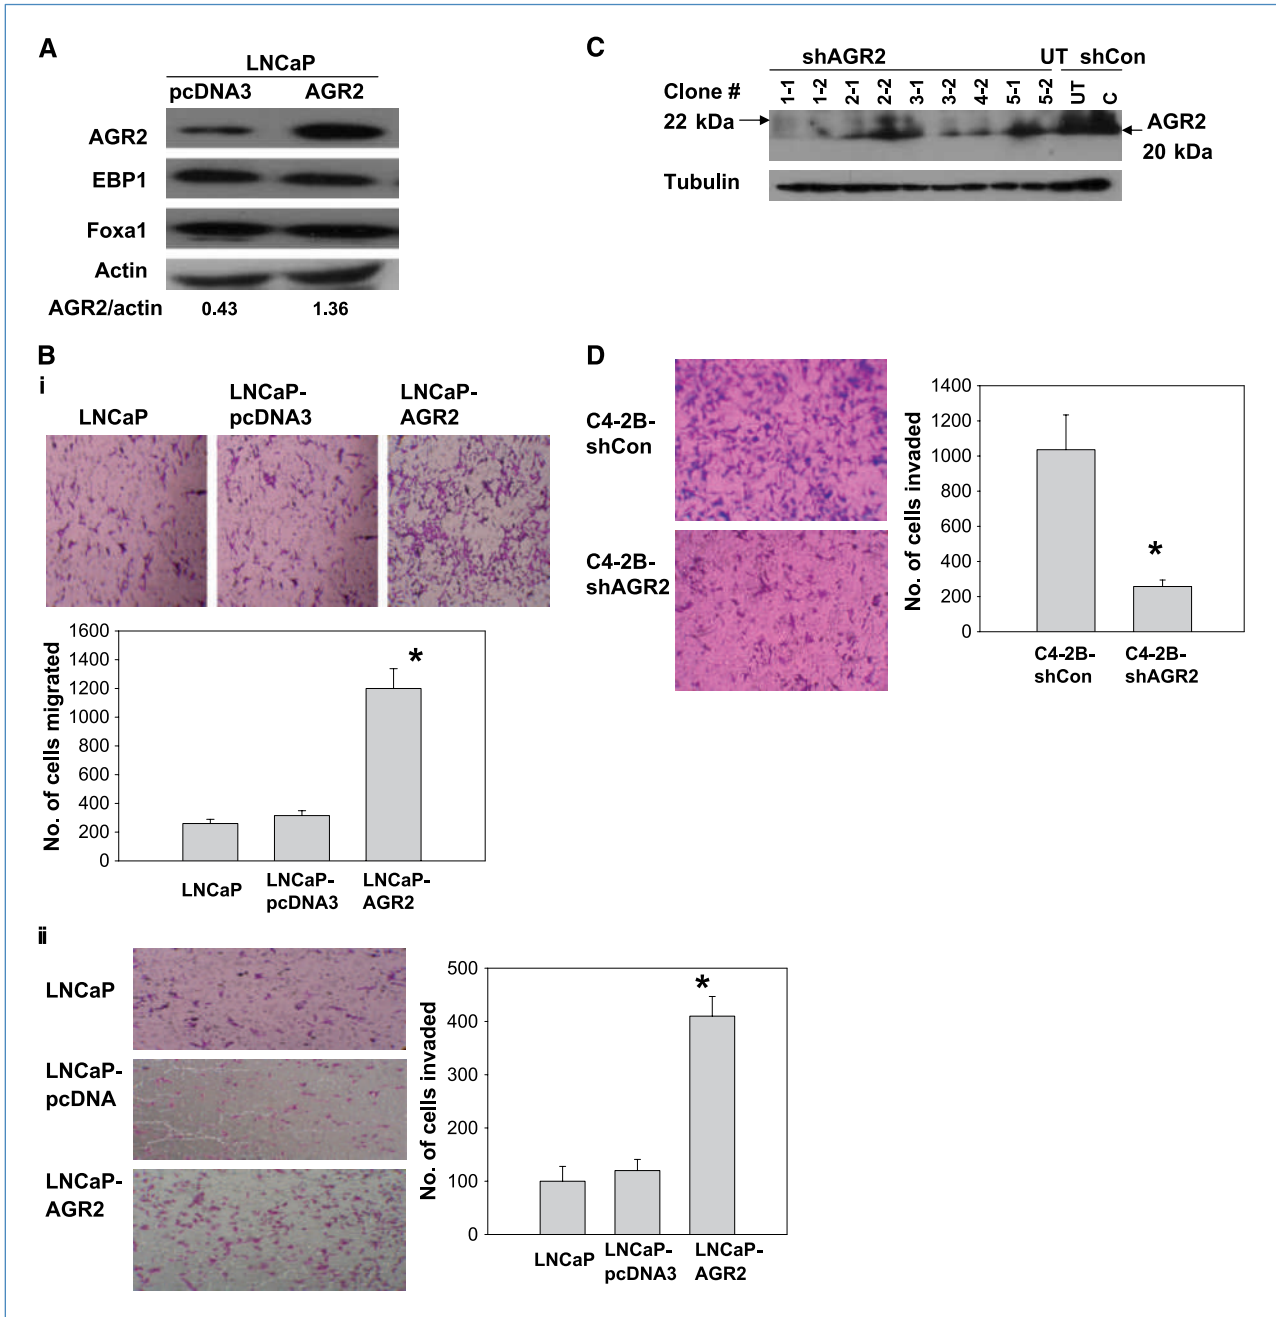 A
LNCaP
pcDNA3 AGR2
AGR2
EBP1
Foxa1
Actin
AGR2/actin 0.43 1.36
B
i
LNCaP
LNCaP-
pcDNA3
LNCaP-
AGR2
No. of cells migrated
1600
1400
1200
1000
800
600
400
200
0
*
LNCaP
LNCaP-
pcDNA3
LNCaP-
AGR2
ii
LNCaP
LNCaP-
pcDNA
LNCaP-
AGR2
No. of cells invaded
500
400
300
200
100
0
*
LNCaP
LNCaP-
pcDNA3
LNCaP-
AGR2
C
shAGR2 UT shCon
Clone # 1-1 1-2 2-1 2-2 3-1 3-2 4-2 5-1 5-2 UT C
22 kDa
AGR2
20 kDa
Tubulin
D
C4-2B-
shCon
C4-2B-
shAGR2
No. of cells invaded
1400
1200
1000
800
600
400
200
0
*
C4-2B-
shCon
C4-2B-
shAGR2